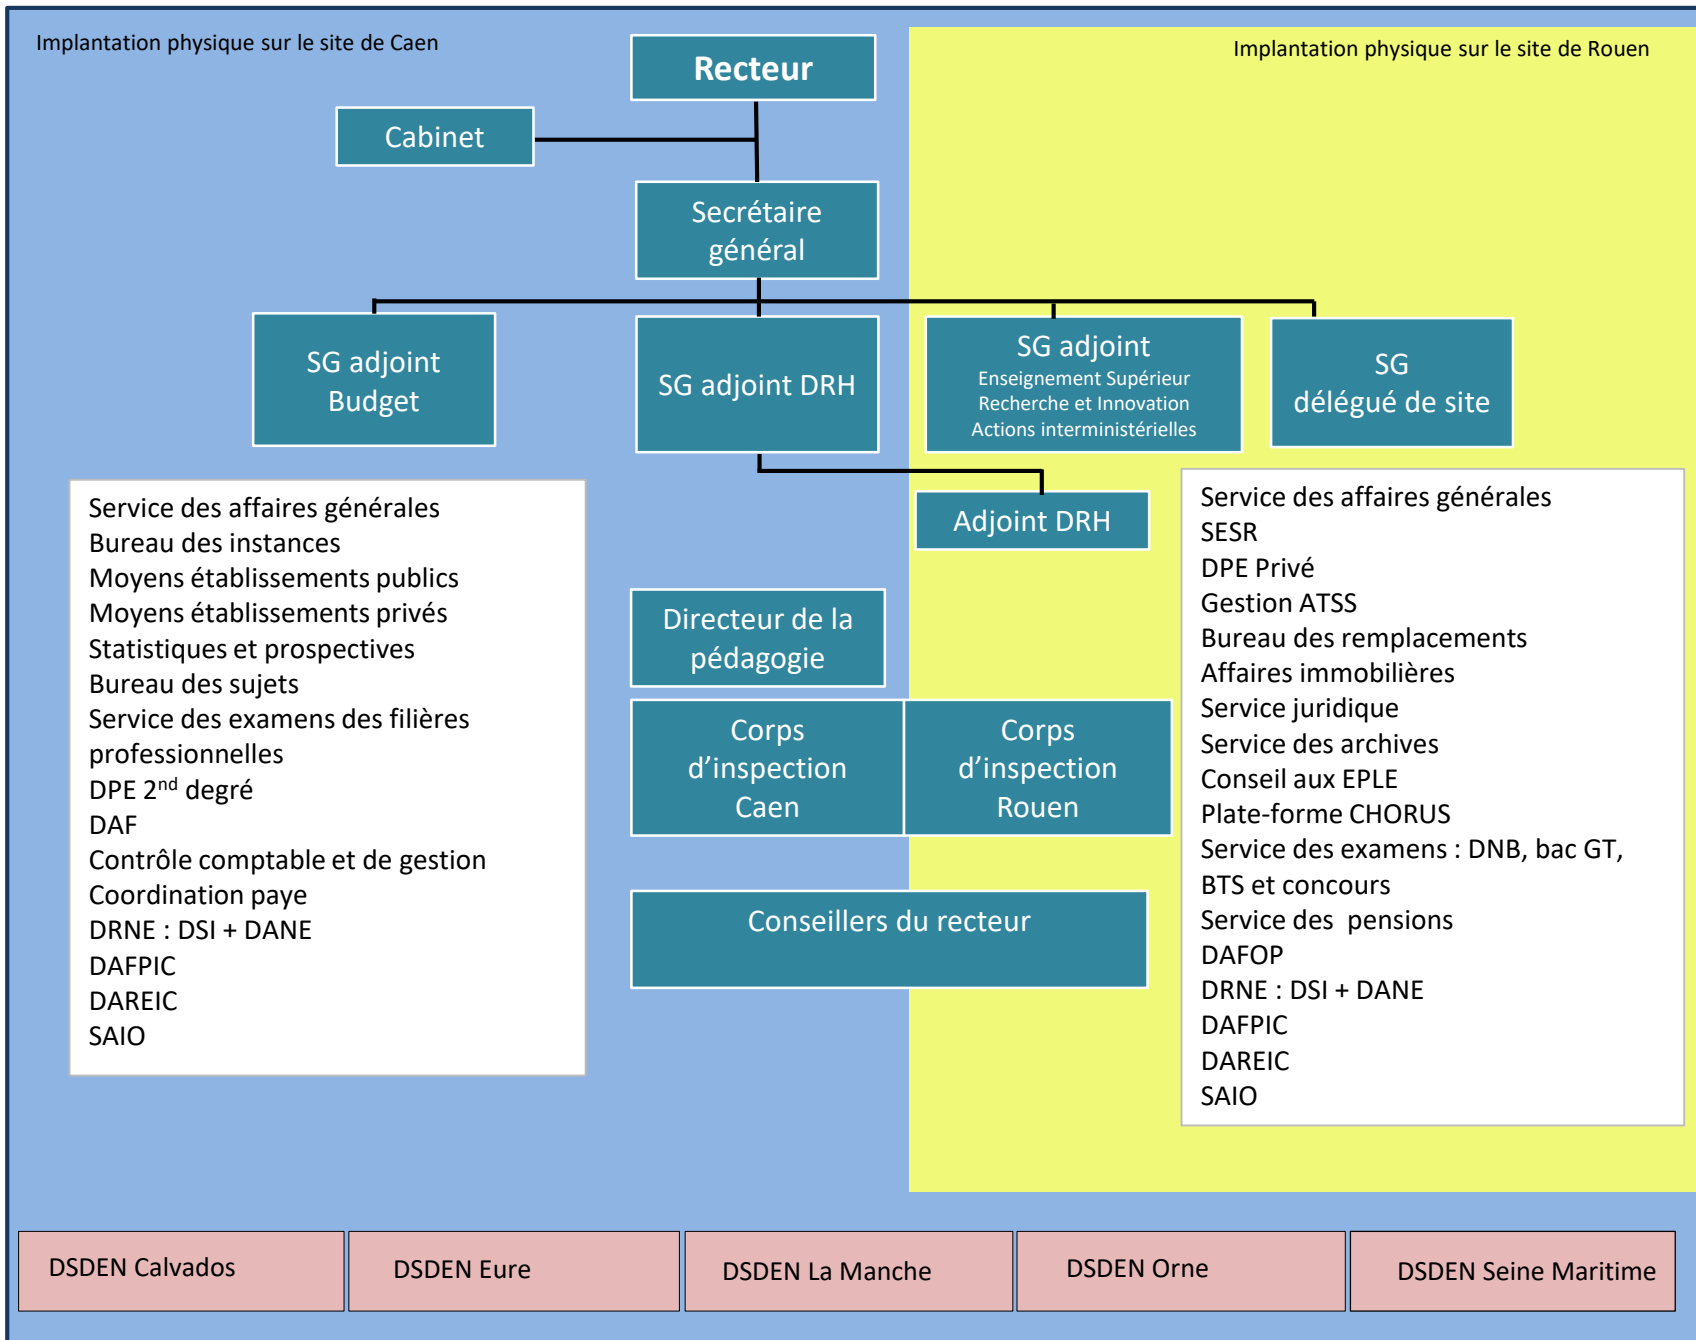 Implantation physique sur le site de Caen
Implantation physique sur le site de Rouen
Recteur
Cabinet
Secrétaire
général
SG adjoint
Budget
SG adjoint DRH
SG adjoint
Enseignement Supérieur
Recherche et Innovation
Actions interministérielles
SG
délégué de site
Adjoint DRH
Service des affaires générales
Bureau des instances
Moyens établissements publics
Moyens établissements privés
Statistiques et prospectives
Bureau des sujets
Service des examens des filières
professionnelles
DPE 2nd degré
DAF
Contrôle comptable et de gestion
Coordination paye
DRNE : DSI + DANE
DAFPIC
DAREIC
SAIO
Directeur de la
pédagogie
Corps
d’inspection
Caen
Corps
d’inspection
Rouen
Conseillers du recteur
Service des affaires générales
SESR
DPE Privé
Gestion ATSS
Bureau des remplacements
Affaires immobilières
Service juridique
Service des archives
Conseil aux EPLE
Plate-forme CHORUS
Service des examens : DNB, bac GT,
BTS et concours
Service des  pensions
DAFOP
DRNE : DSI + DANE
DAFPIC
DAREIC
SAIO
DSDEN Calvados
DSDEN Eure
DSDEN La Manche
DSDEN Orne
DSDEN Seine Maritime